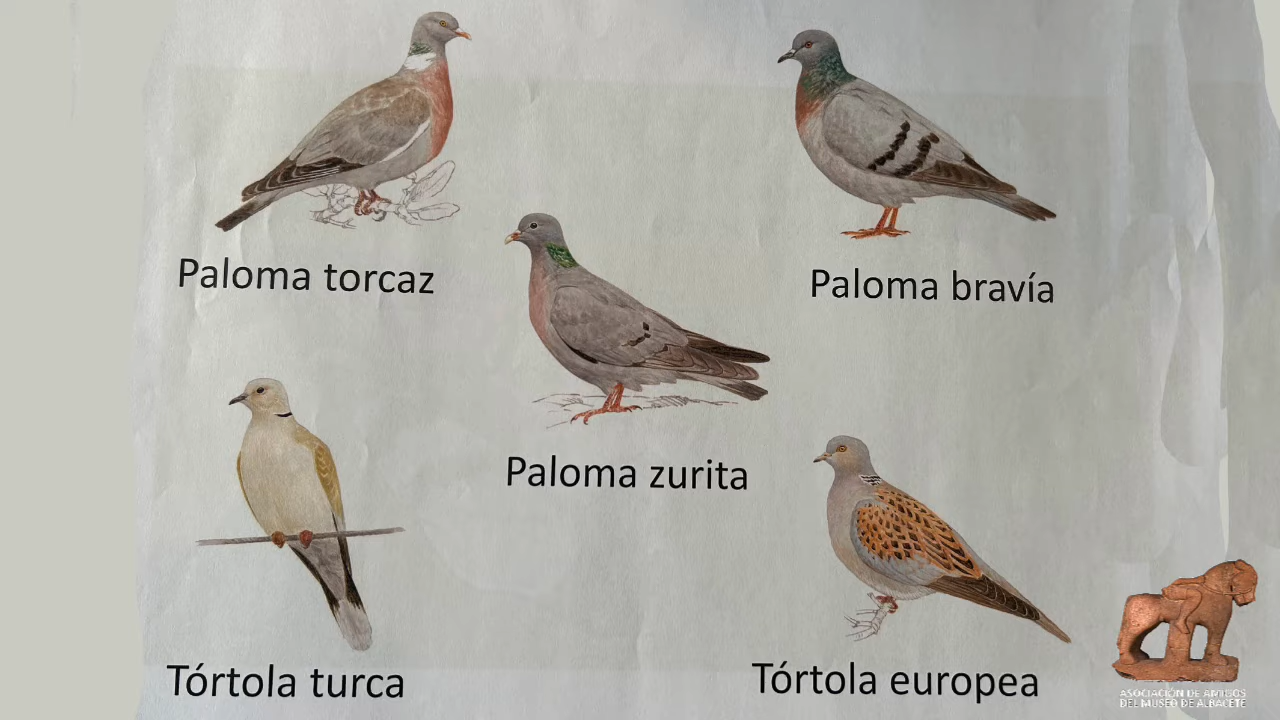 Paloma torcaz
Paloma bravía
Paloma zurita
Tórtola turca
Tórtola europea
ASOCIACIÓN DE AMIGOS
DEL MUSEO DE ALBACETE